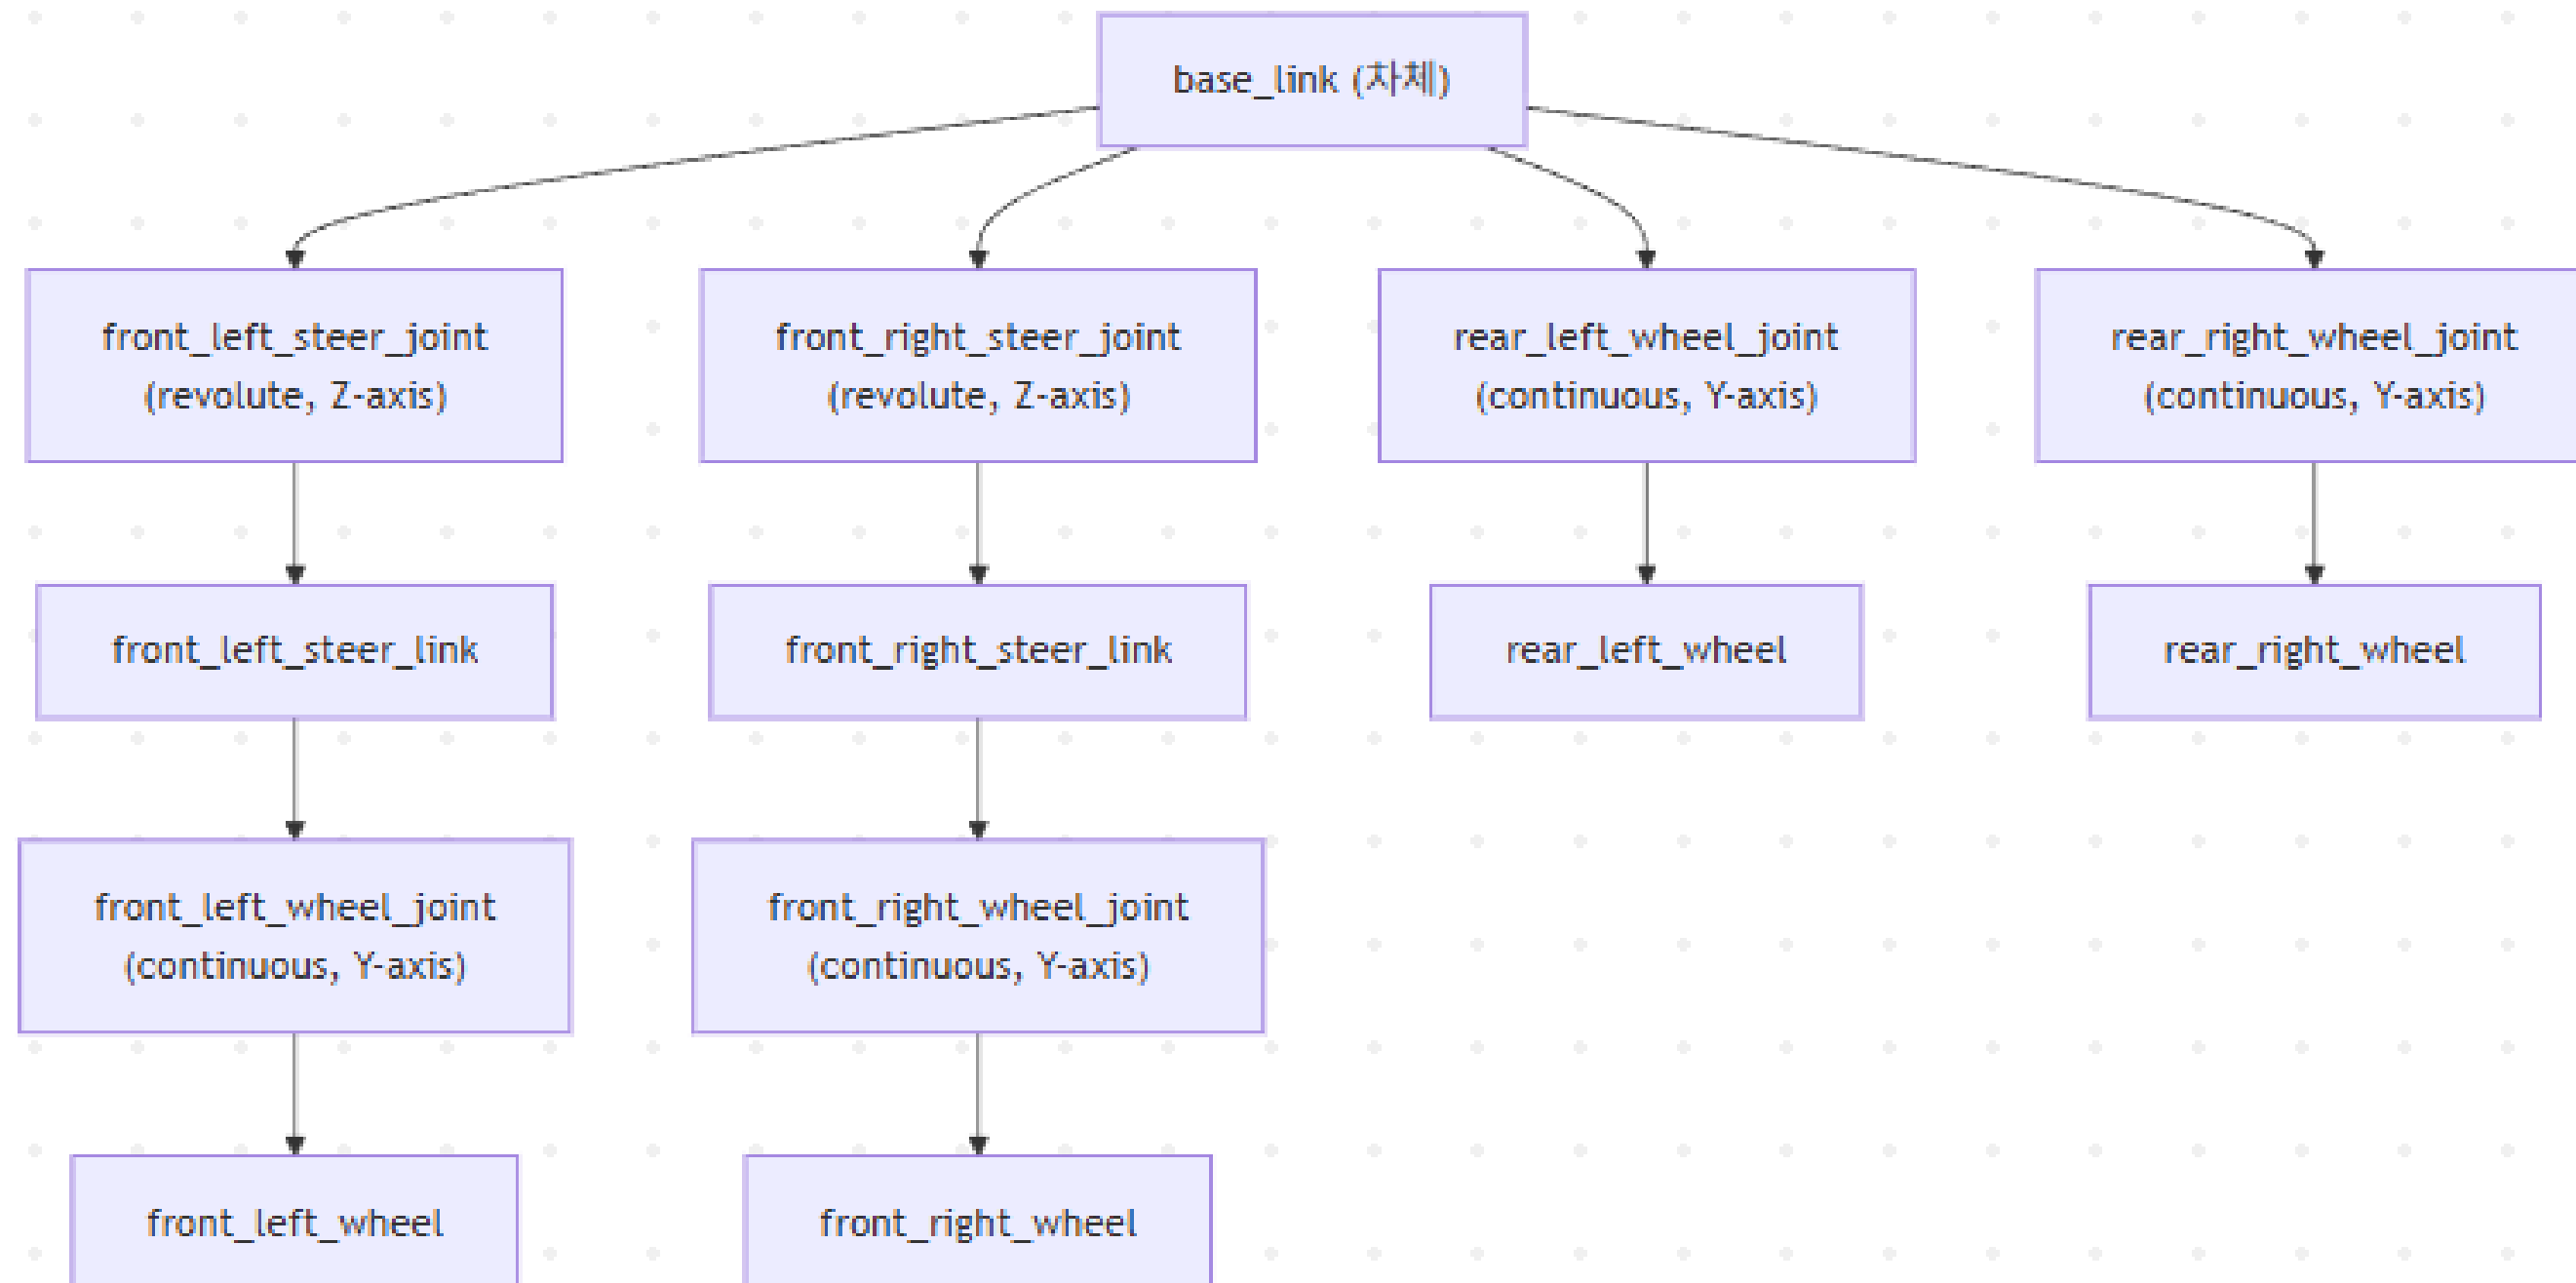 base_link (자체)
front_left_steer_joint
(revolute, Z-axis)
front_right_steer_joint
(revolute, Z-axis)
rear_left_wheel_joint
(continuous, Y-axis)
rear_right_wheel_joint
(continuous, Y-axis)
front_left_steer_link
front_right_steer_link
rear_left_wheel
rear_right_wheel
front_left_wheel_joint
(continuous, Y-axis)
front_right_wheel_joint
(continuous, Y-axis)
front_left_wheel
front_right_wheel